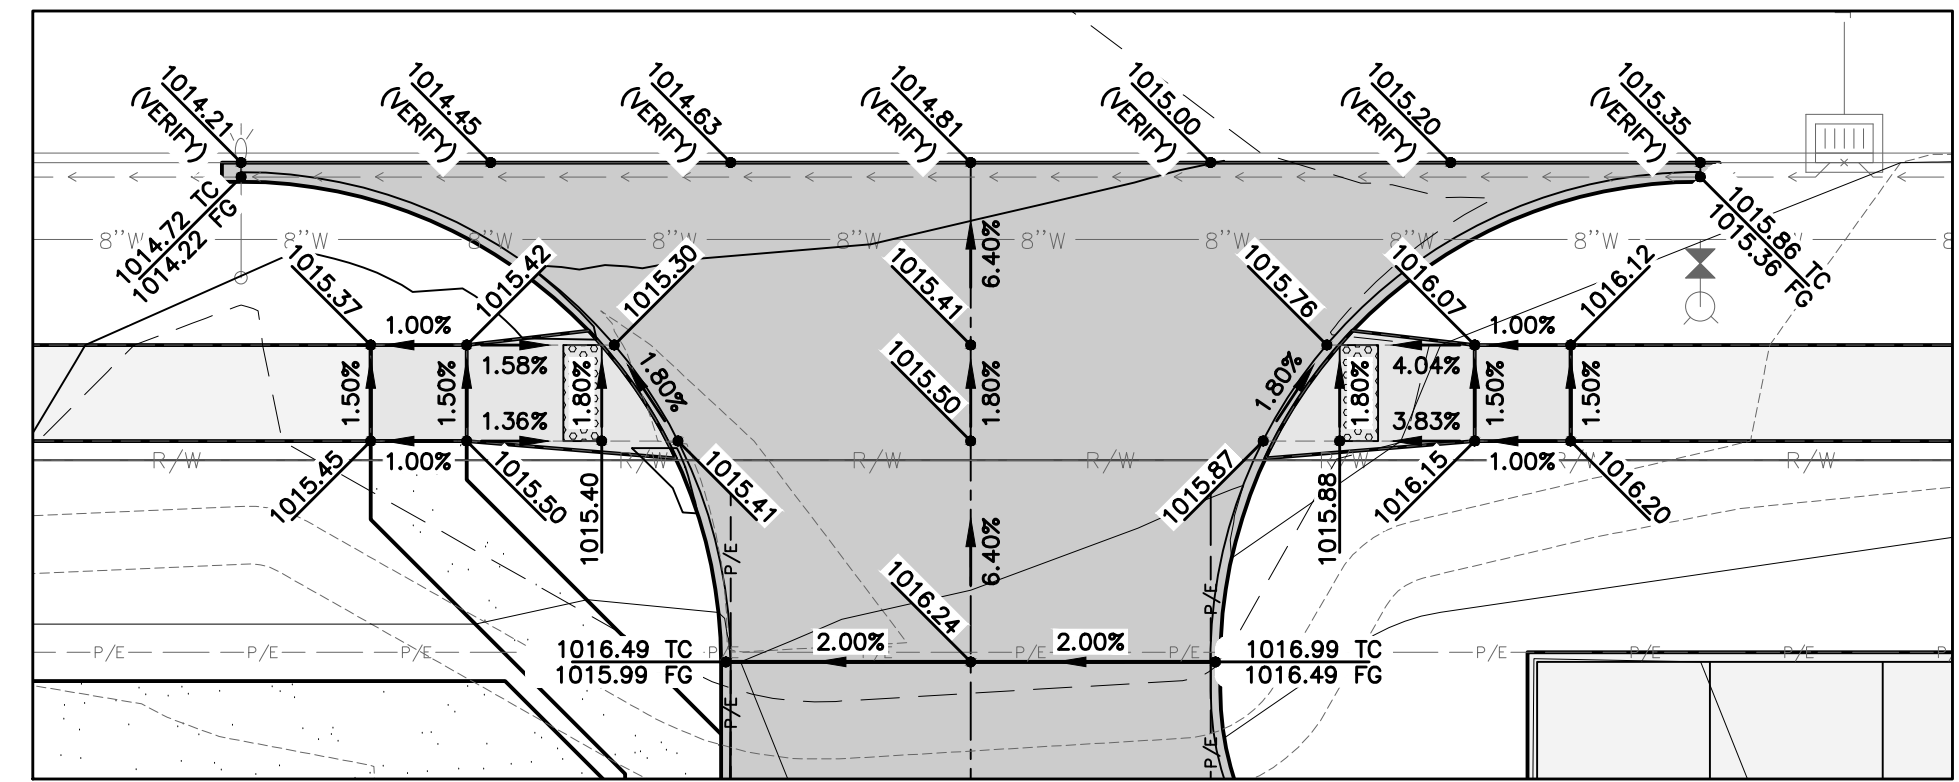 1014.21
(VERIFY)
1014.45
(VERIFY)
1014.63
(VERIFY)
1014.81
(VERIFY)
1015.00
(VERIFY)
1015.20
(VERIFY)
1015.35
(VERIFY)
1014.72 TC
1014.22 FG
1015.86 TC
1015.36 FG
8"W
8"W
8"W
8"W
8"W
8"W
8"W
8"W
8"W
1015.37
1015.42
1015.30
1015.41
6.40%
1015.76
1016.07
1016.12
1.00%
1.00%
1.58%
4.04%
1.50%
1.50%
1.80%
1.80%
1015.50
1.80%
1.80%
1.80%
1.50%
1.50%
1.36%
3.83%
1.00%
1.00%
R/W
R/W
R/W
R/W
R/W
R/W
R/W
1015.45
1015.50
1015.40
1015.41
1015.87
1015.88
1016.15
1016.20
6.40%
P/E
P/E
1016.24
1016.49 TC
1015.99 FG
2.00%
2.00%
1016.99 TC
1016.49 FG
P/E
P/E
P/E
P/E
P/E
P/E
P/E
P/E
P/E
P/E
P/E
P/E